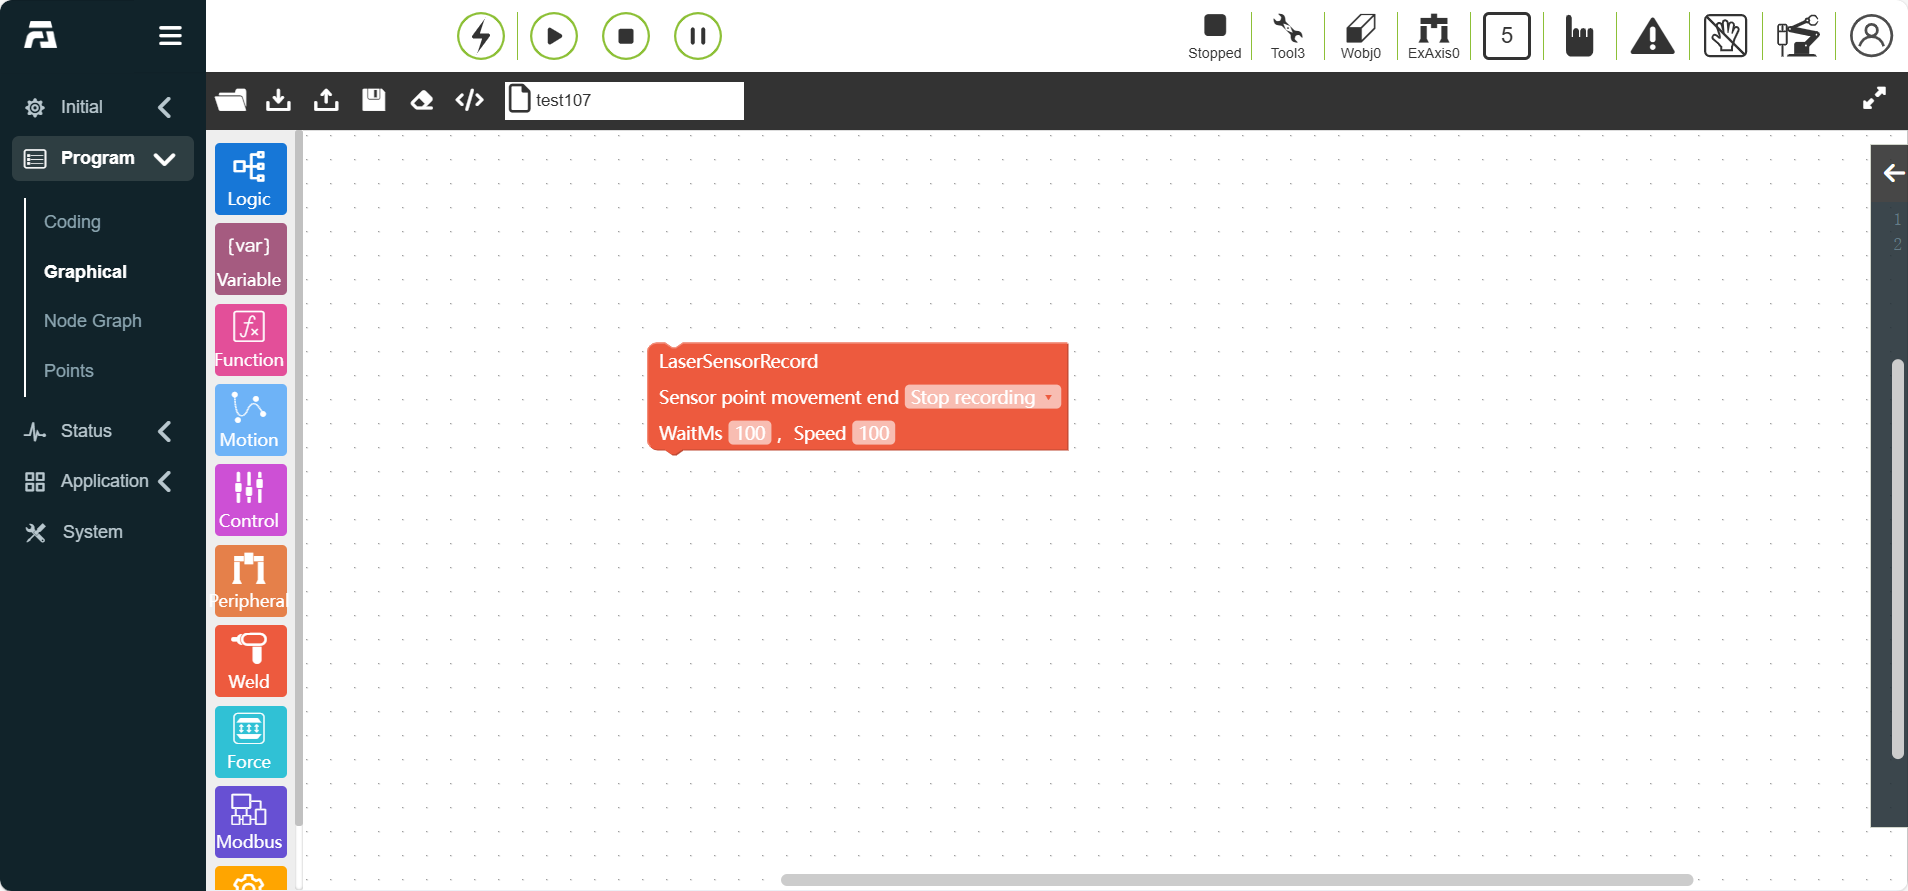 Stopped
Tool3
Wobj0
ExAxis0
5
test107
Initial
Program
Coding
Graphical
Node Graph
Points
Status
Application
System
Logic
{var}
Variable
fx
Function
Motion
Control
Peripheral
Weld
Force
Modbus
LaserSensorRecord
Sensor point movement end Stop recording
WaitMs 100 , Speed 100
1
2